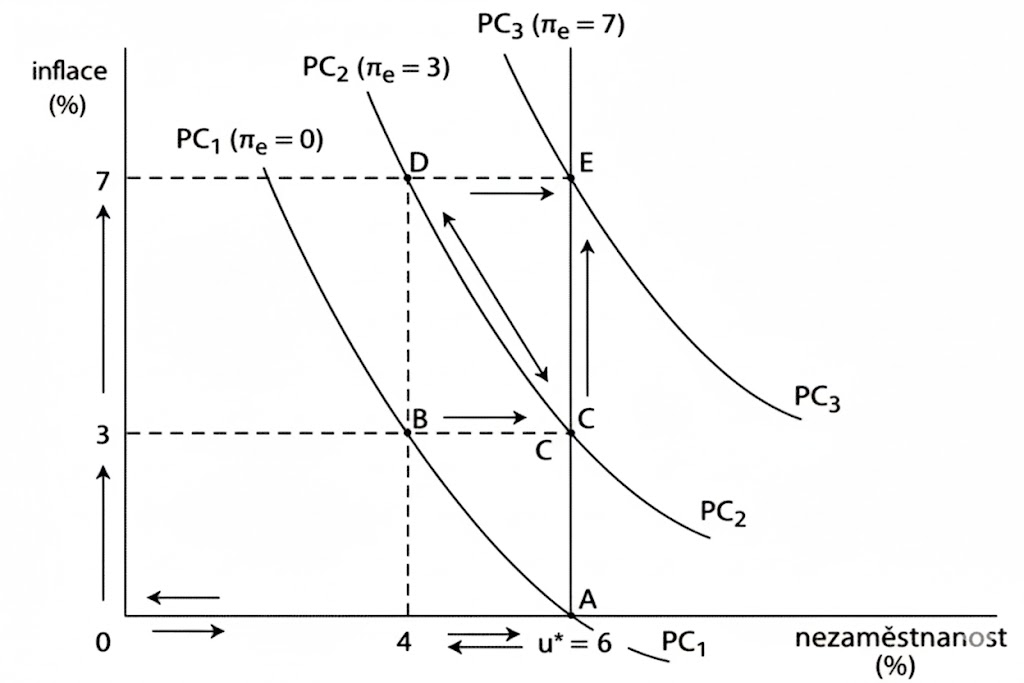 PC3 (πe = 7)
inflace
(%)
PC2 (πe = 3)
PC1 (πe = 0)
D
E
7
PC3
B
C
3
C
PC2
A
0
4
u* = 6
PC1
nezaměstnanost
(%)